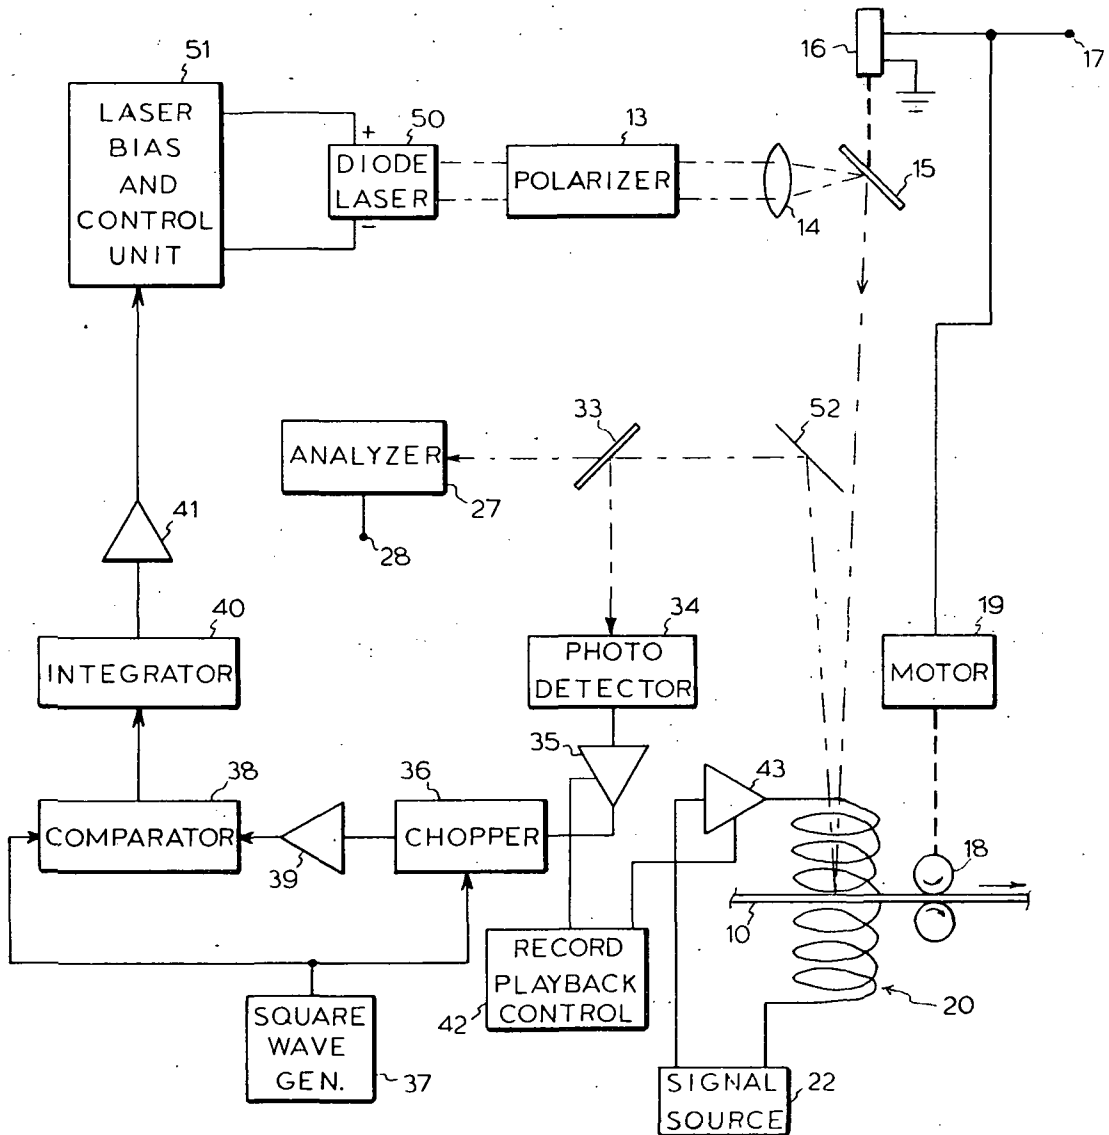 51
LASER
BIAS
AND
CONTROL
UNIT
+
50
DIODE
LASER
−
13
POLARIZER
14
15
16
17
33
52
ANALYZER
27
28
41
40
INTEGRATOR
34
PHOTO
DETECTOR
19
MOTOR
35
43
38
COMPARATOR
39
36
CHOPPER
18
10
RECORD
PLAYBACK
CONTROL
42
20
SQUARE
WAVE
GEN.
37
SIGNAL
SOURCE
22